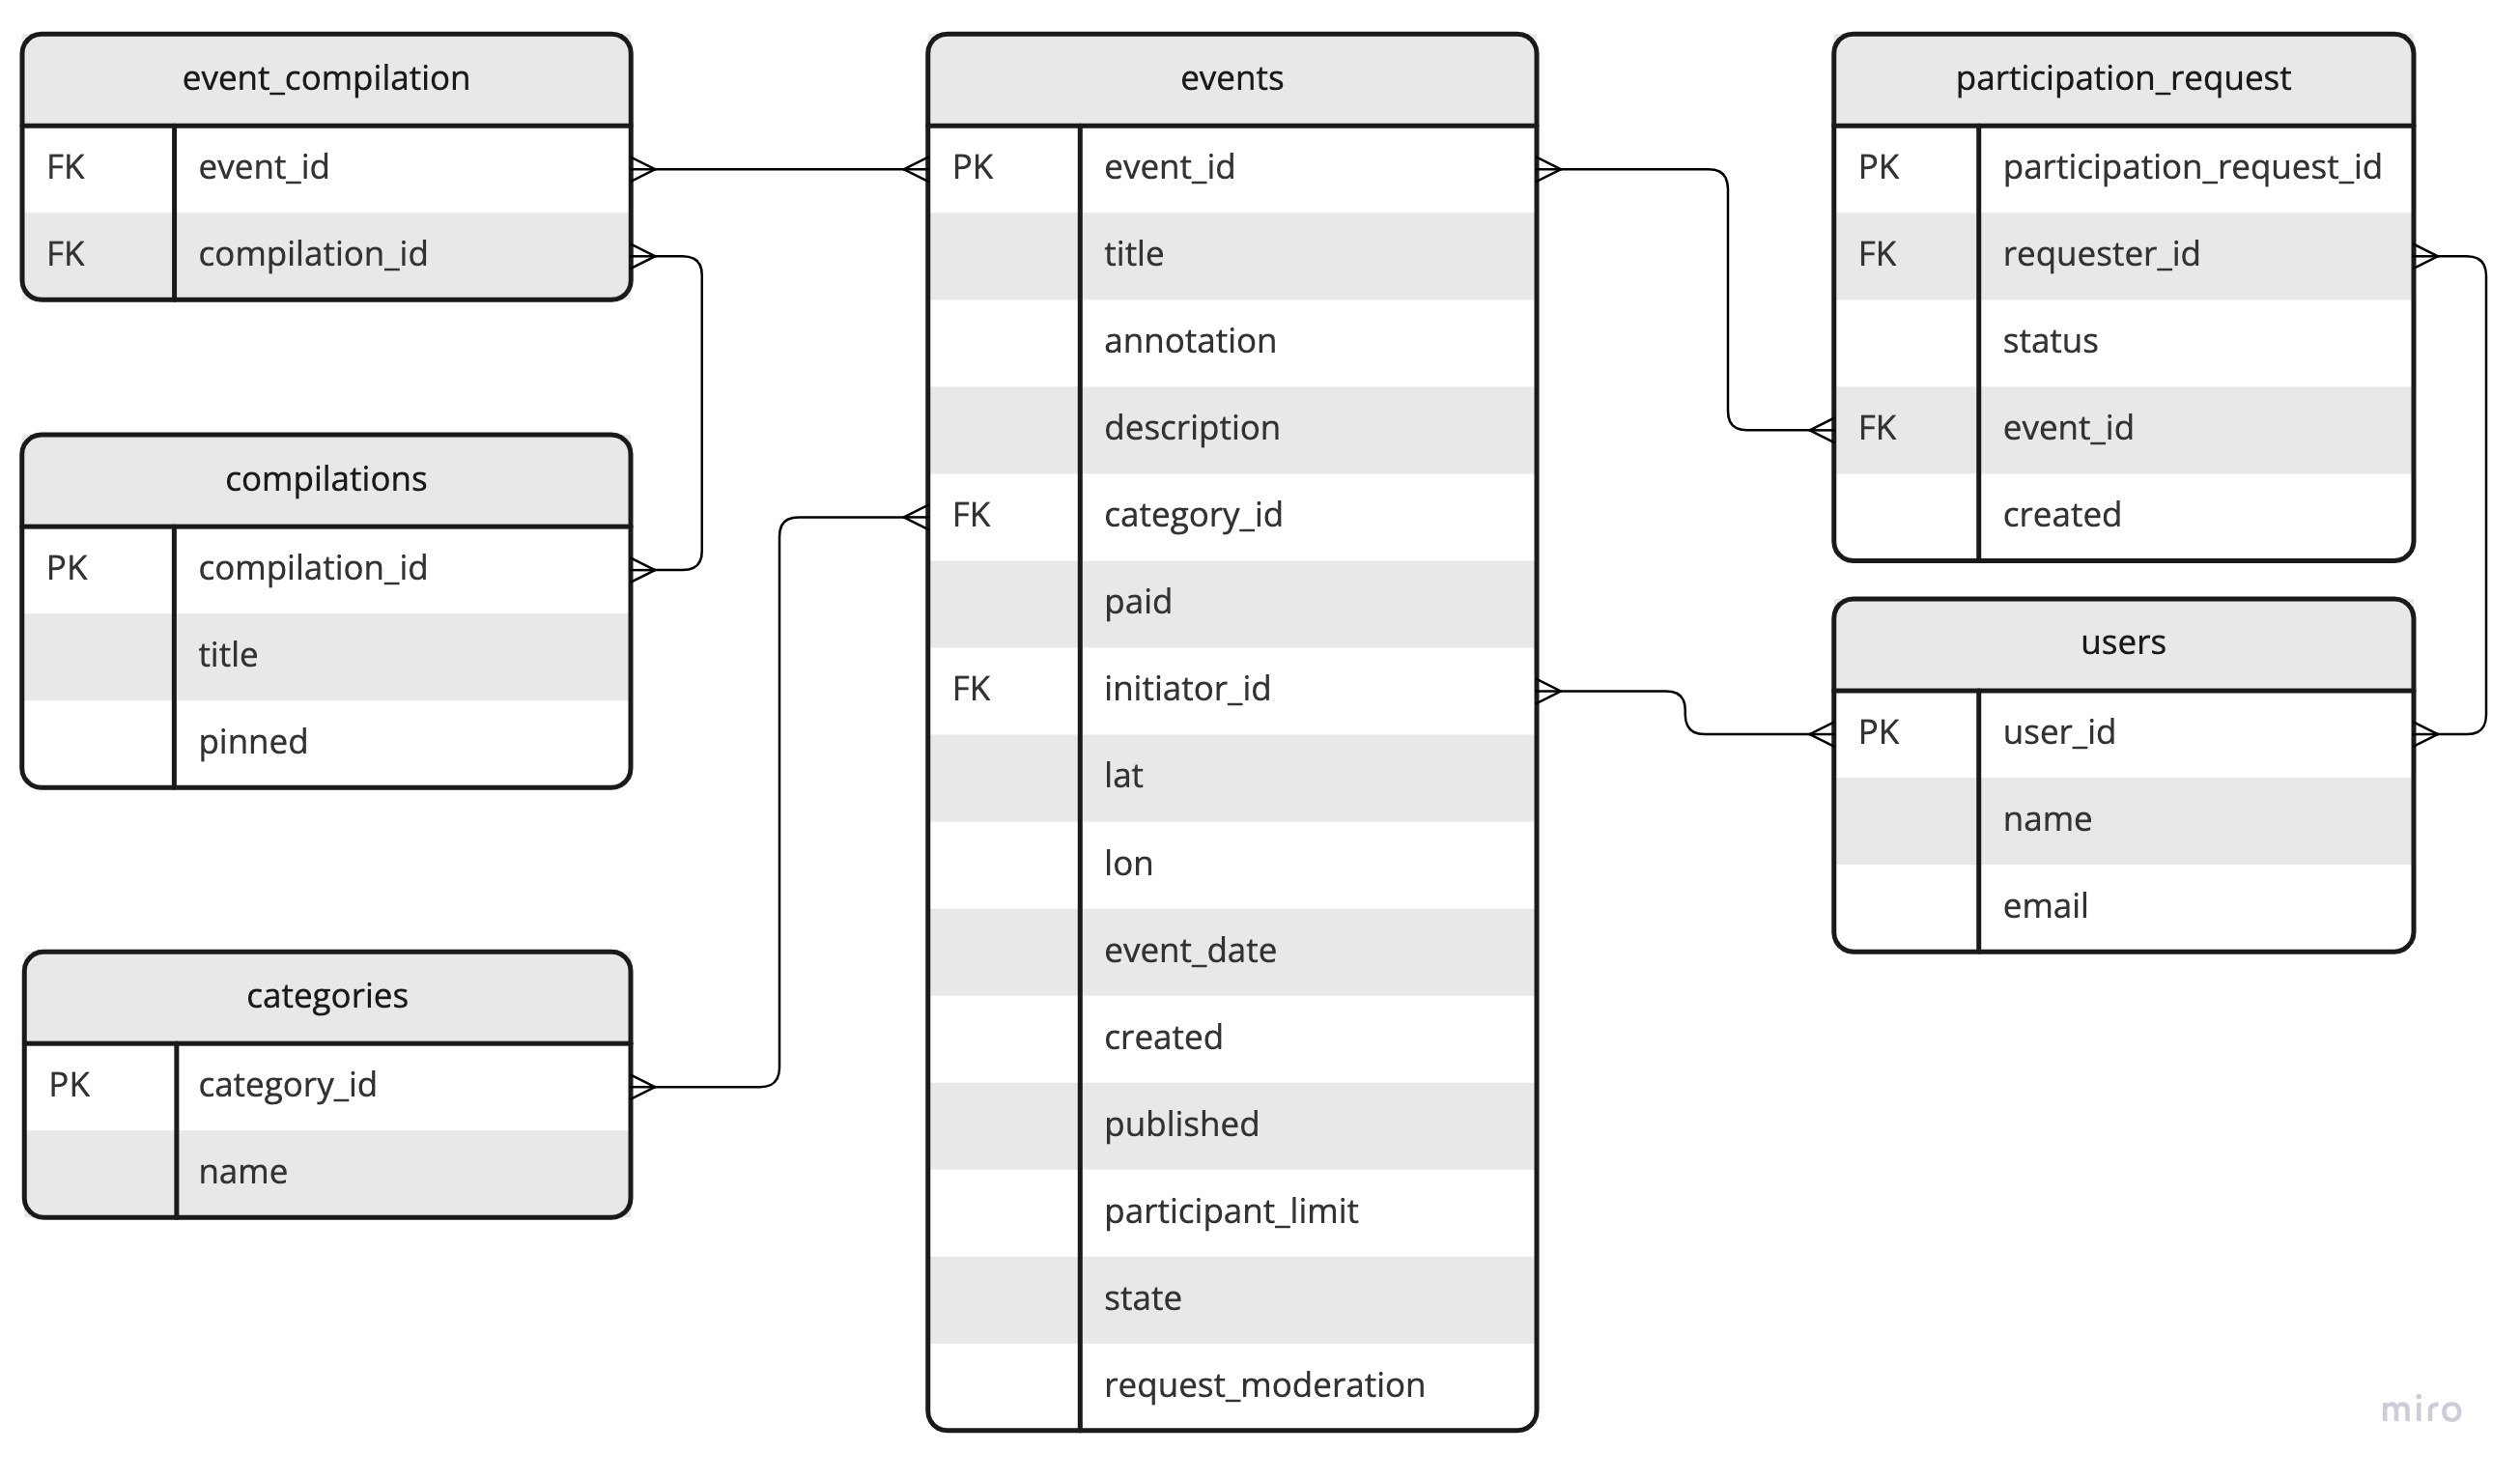 event_compilation
FK event_id
FK compilation_id
compilations
PK compilation_id
title
pinned
categories
PK category_id
name
events
PK event_id
title
annotation
description
FK category_id
paid
FK initiator_id
lat
lon
event_date
created
published
participant_limit
state
request_moderation
participation_request
PK participation_request_id
FK requester_id
status
FK event_id
created
users
PK user_id
name
email
miro